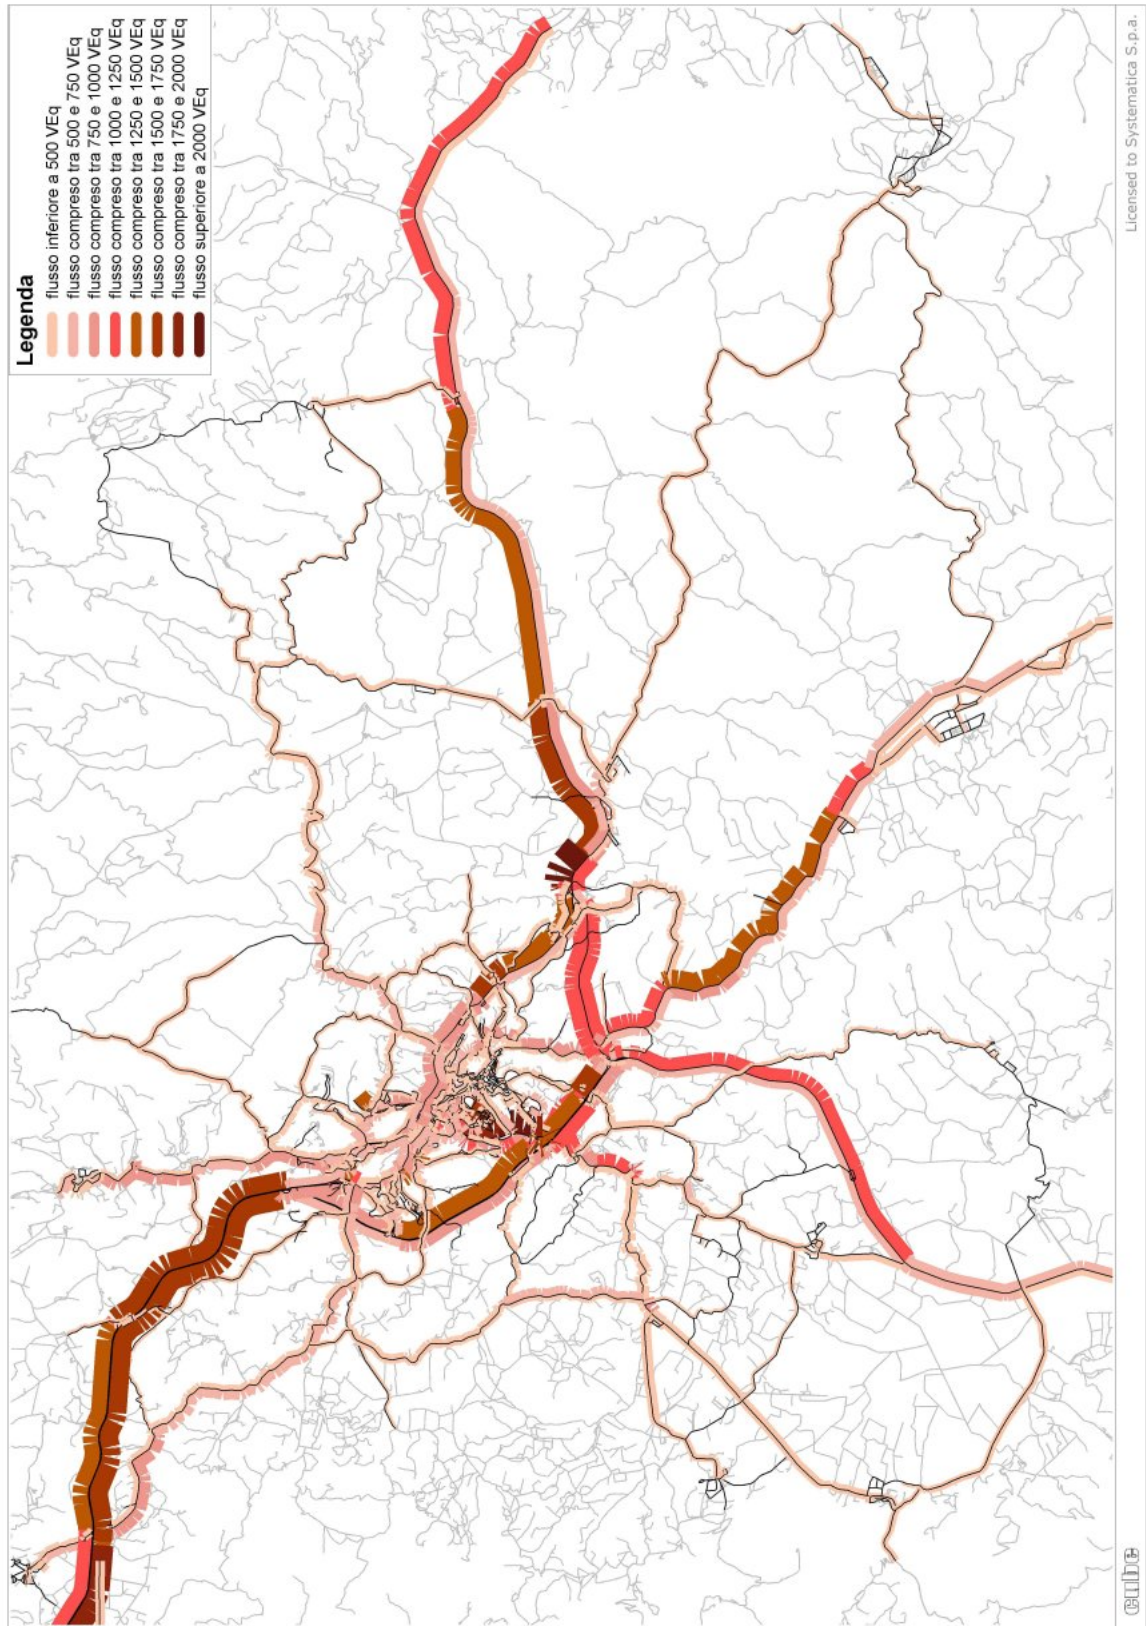 Legenda
flusso inferiore a 500 VEq
flusso compreso tra 500 e 750 VEq
flusso compreso tra 750 e 1000 VEq
flusso compreso tra 1000 e 1250 VEq
flusso compreso tra 1250 e 1500 VEq
flusso compreso tra 1500 e 1750 VEq
flusso compreso tra 1750 e 2000 VEq
flusso superiore a 2000 VEq
cube
Licensed to Systematica S.p.a.